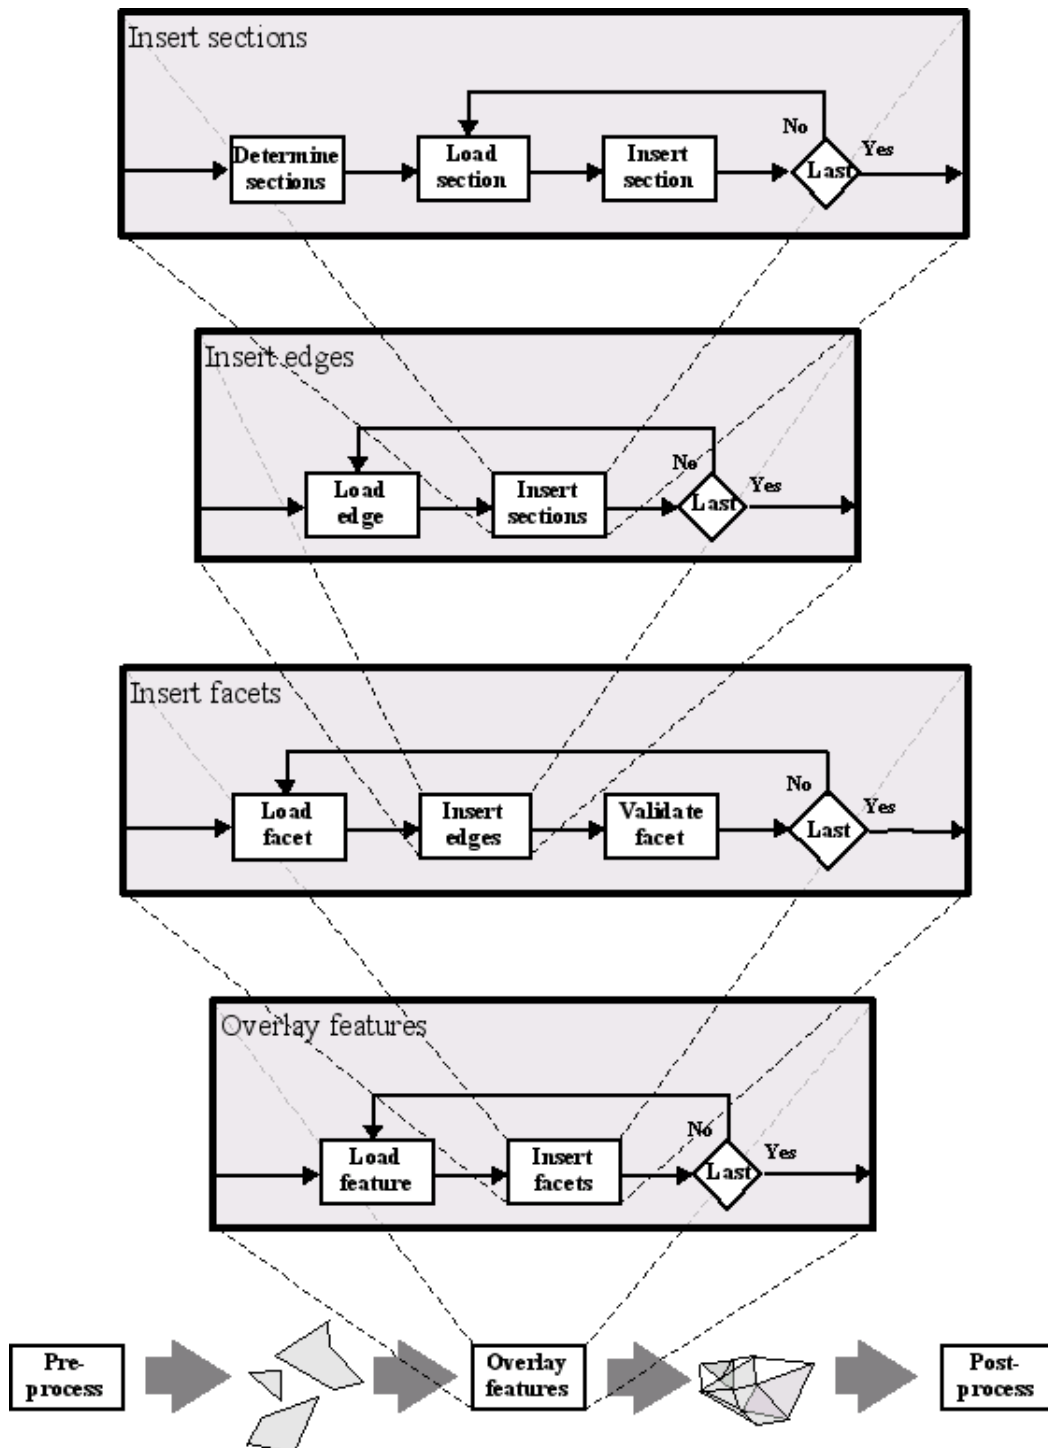 Insert sections
No
Yes
Determine
sections
Load
section
Insert
section
Last
Insert edges
No
Yes
Load
edge
Insert
sections
Last
Insert facets
No
Yes
Load
facet
Insert
edges
Validate
facet
Last
Overlay features
No
Yes
Load
feature
Insert
facets
Last
Pre-
process
Overlay
features
Post-
process